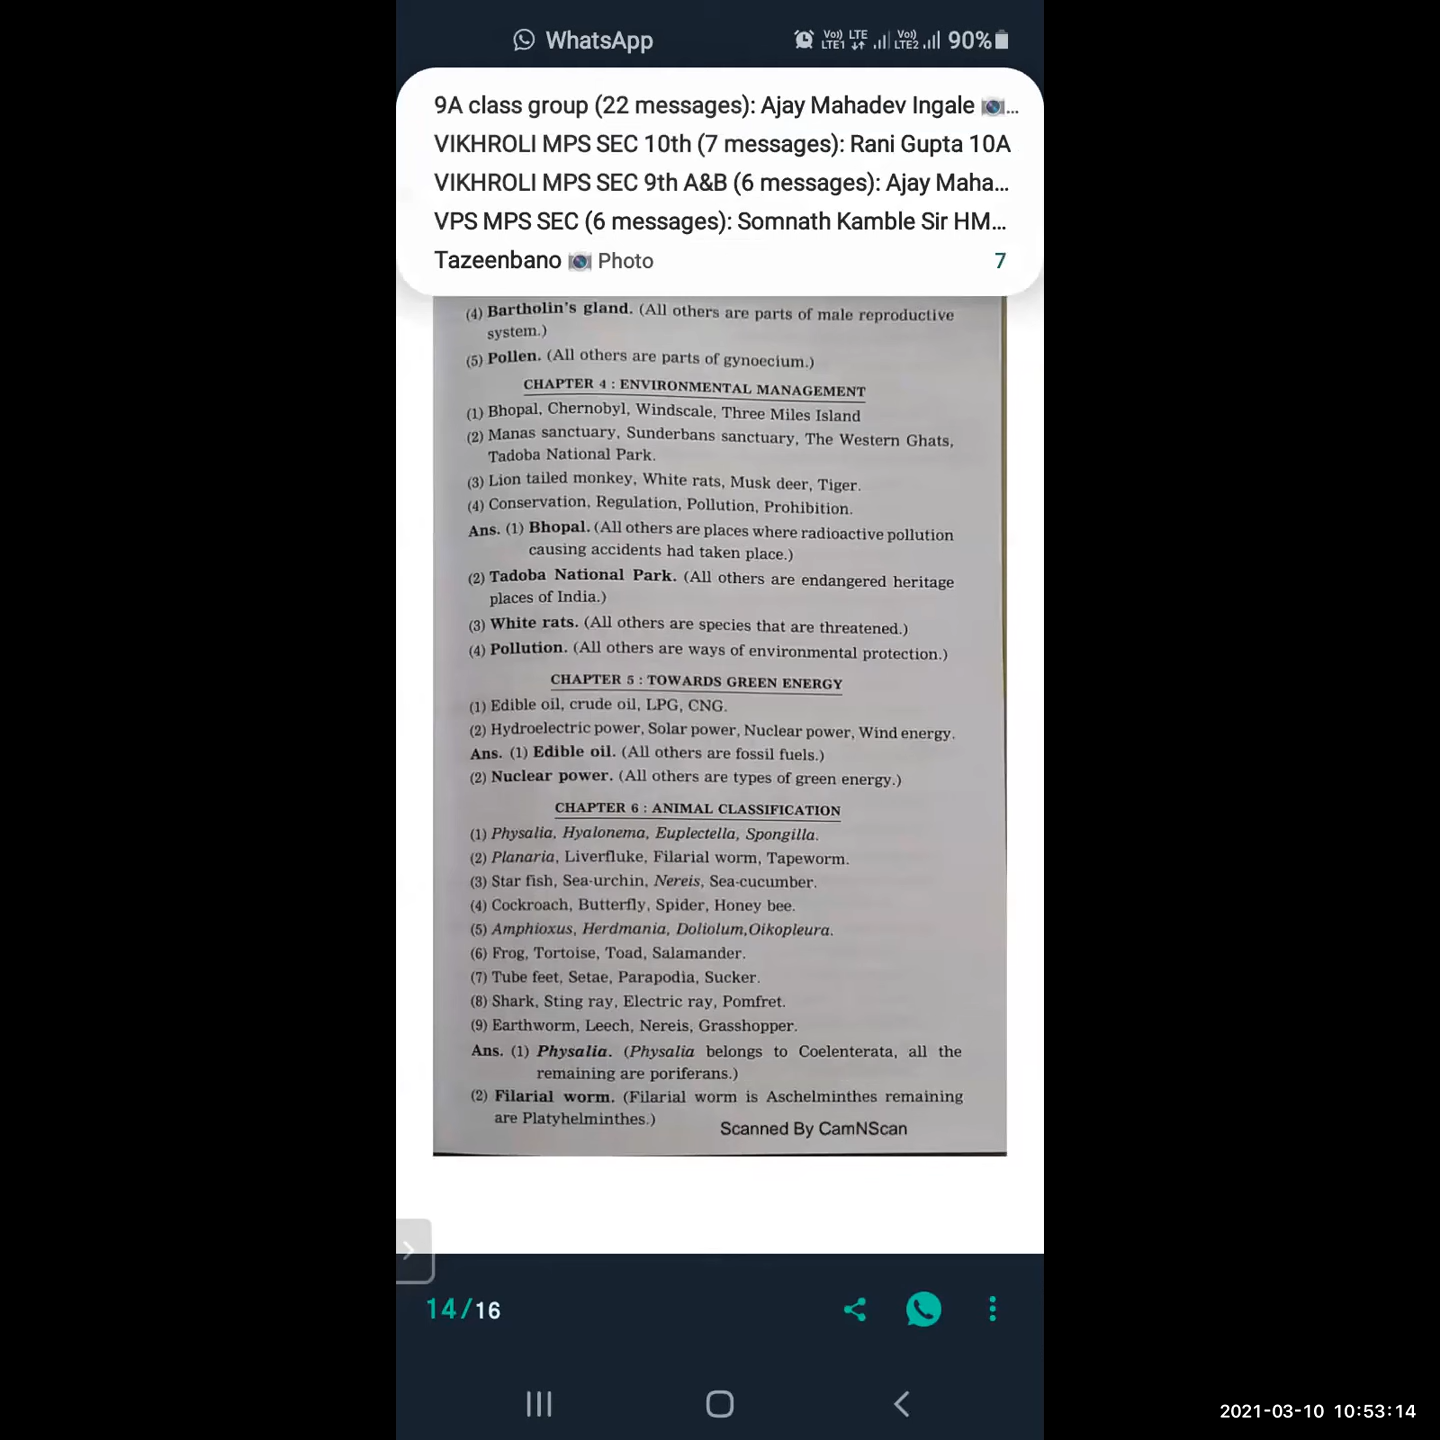 WhatsApp Vo) LTE LTE1 Vo) LTE2 90%
9A class group (22 messages): Ajay Mahadev Ingale 📷...
VIKHROLI MPS SEC 10th (7 messages): Rani Gupta 10A
VIKHROLI MPS SEC 9th A&B (6 messages): Ajay Maha...
VPS MPS SEC (6 messages): Somnath Kamble Sir HM...
Tazeenbano 📷 Photo 7
(4) Bartholin's gland. (All others are parts of male reproductive
system.)
(5) Pollen. (All others are parts of gynoecium.)
CHAPTER 4 : ENVIRONMENTAL MANAGEMENT
(1) Bhopal, Chernobyl, Windscale, Three Miles Island
(2) Manas sanctuary, Sunderbans sanctuary, The Western Ghats,
Tadoba National Park.
(3) Lion tailed monkey, White rats, Musk deer, Tiger.
(4) Conservation, Regulation, Pollution, Prohibition.
Ans. (1) Bhopal. (All others are places where radioactive pollution
causing accidents had taken place.)
(2) Tadoba National Park. (All others are endangered heritage
places of India.)
(3) White rats. (All others are species that are threatened.)
(4) Pollution. (All others are ways of environmental protection.)
CHAPTER 5 : TOWARDS GREEN ENERGY
(1) Edible oil, crude oil, LPG, CNG.
(2) Hydroelectric power, Solar power, Nuclear power, Wind energy.
Ans. (1) Edible oil. (All others are fossil fuels.)
(2) Nuclear power. (All others are types of green energy.)
CHAPTER 6 : ANIMAL CLASSIFICATION
(1) Physalia, Hyalonema, Euplectella, Spongilla.
(2) Planaria, Liverfluke, Filarial worm, Tapeworm.
(3) Star fish, Sea-urchin, Nereis, Sea-cucumber.
(4) Cockroach, Butterfly, Spider, Honey bee.
(5) Amphioxus, Herdmania, Doliolum,Oikopleura.
(6) Frog, Tortoise, Toad, Salamander.
(7) Tube feet, Setae, Parapodia, Sucker.
(8) Shark, Sting ray, Electric ray, Pomfret.
(9) Earthworm, Leech, Nereis, Grasshopper.
Ans. (1) Physalia. (Physalia belongs to Coelenterata, all the
remaining are poriferans.)
(2) Filarial worm. (Filarial worm is Aschelminthes remaining
are Platyhelminthes.)
Scanned By CamNScan
14/16
2021-03-10 10:53:14